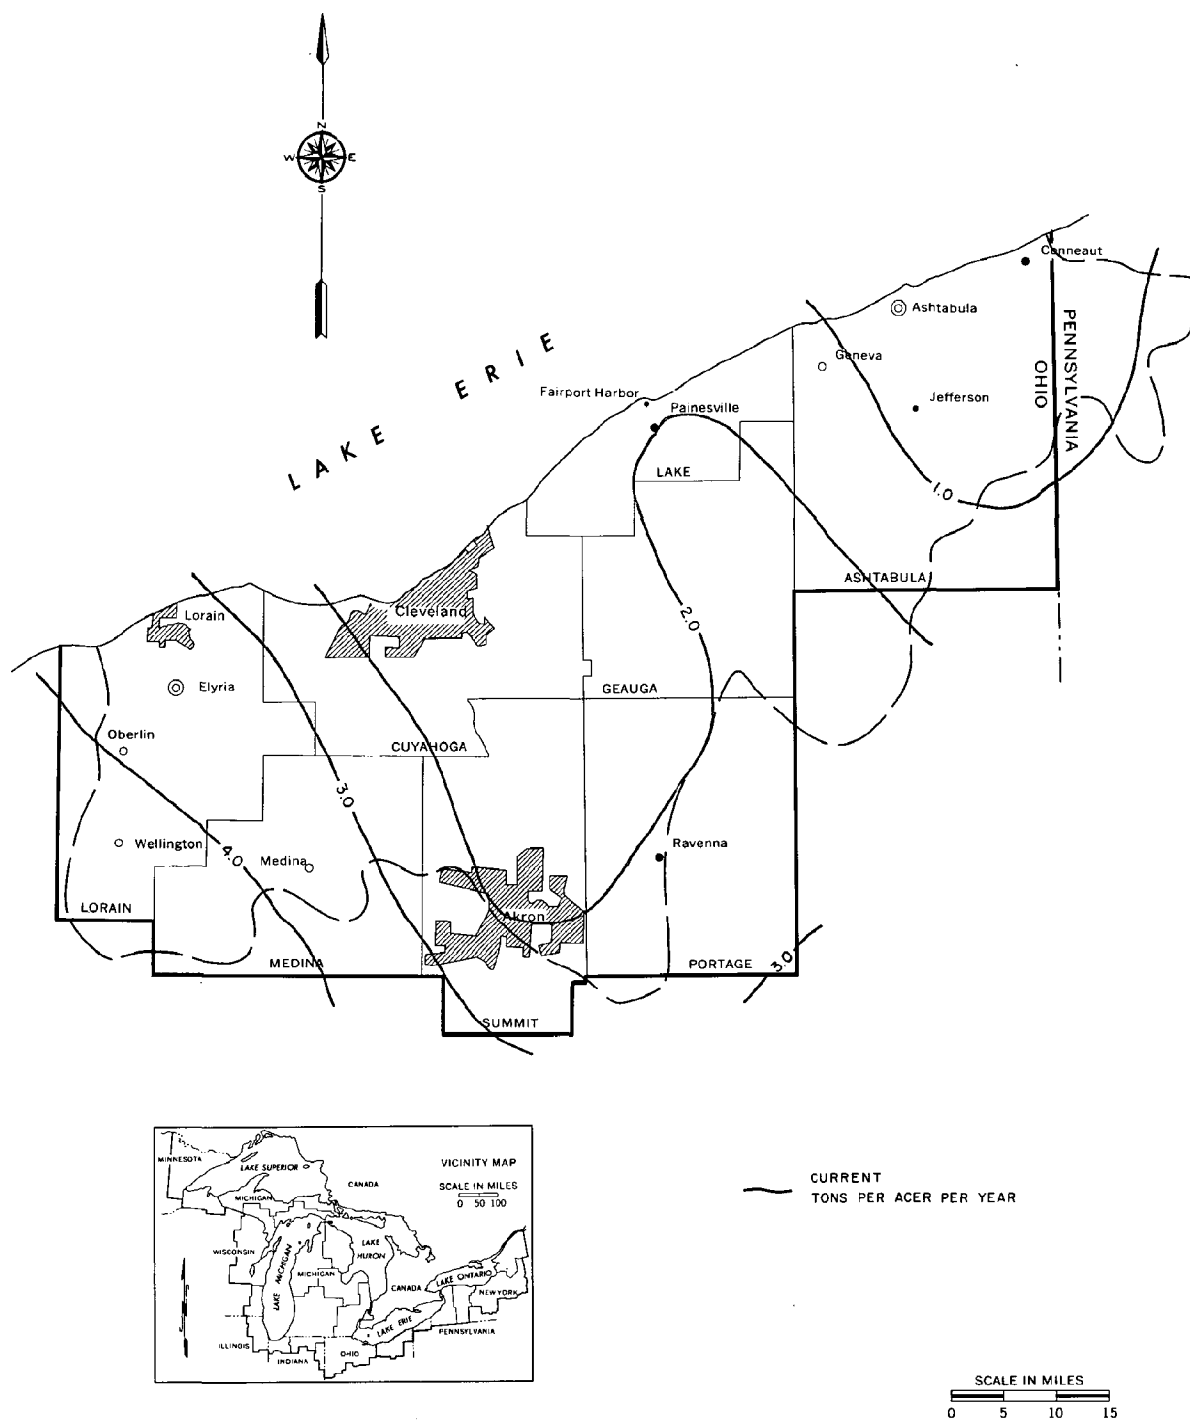 N
W E
S
Conneaut
Ashtabula
PENNSYLVANIA
OHIO
Geneva
LAKE ERIE
Fairport Harbor
Jefferson
Painesville
LAKE
1.0
ASHTABULA
Lorain
Cleveland
2.0
Elyria
GEAUGA
Oberlin
CUYAHOGA
3.0
Wellington
4.0
Medina
Ravenna
LORAIN
Akron
MEDINA
PORTAGE
3.0
SUMMIT
MINNESOTA
LAKE SUPERIOR
VICINITY MAP
CANADA
SCALE IN MILES
0 50 100
MICHIGAN
WISCONSIN
LAKE MICHIGAN
LAKE HURON
MICHIGAN
CANADA
LAKE ONTARIO
NEW YORK
LAKE ERIE
PENNSYLVANIA
ILLINOIS
INDIANA
OHIO
CURRENT
TONS PER ACER PER YEAR
SCALE IN MILES
0 5 10 15